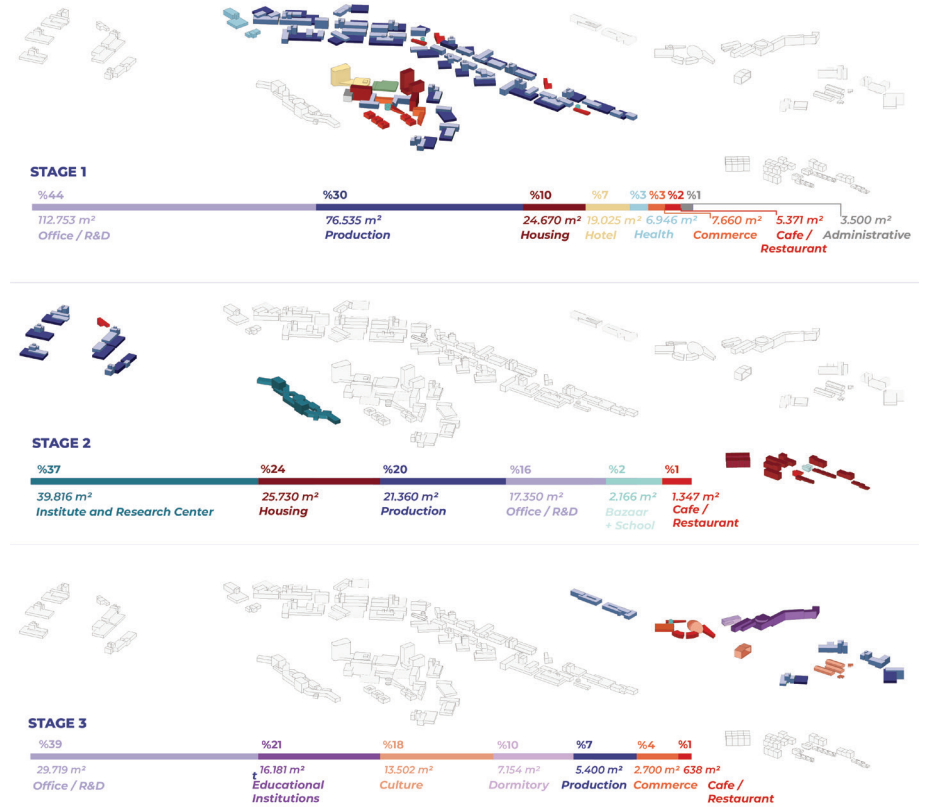 STAGE 1
%44 %30 %10 %7 %3 %3 %2 %1
112.753 m² 76.535 m² 24.670 m² 19.025 m² 6.946 m² 7.660 m² 5.371 m² 3.500 m²
Office / R&D Production Housing Hotel Health Commerce Cafe / Administrative
Restaurant
STAGE 2
%37 %24 %20 %16 %2 %1
39.816 m² 25.730 m² 21.360 m² 17.350 m² 2.166 m² 1.347 m²
Institute and Research Center Housing Production Office / R&D Bazaar Cafe /
+ School Restaurant
STAGE 3
%39 %21 %18 %10 %7 %4 %1
29.719 m² 16.181 m² 13.502 m² 7.154 m² 5.400 m² 2.700 m² 638 m²
t
Office / R&D Educational Culture Dormitory Production Commerce Cafe /
Institutions Restaurant